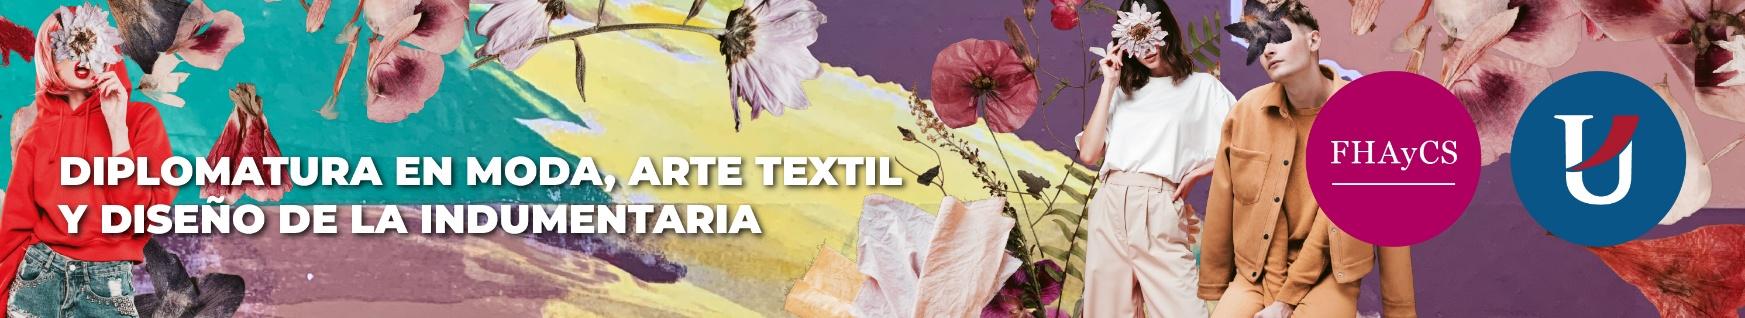 DIPLOMATURA EN MODA, ARTE TEXTIL
Y DISEÑO DE LA INDUMENTARIA
FHAyCS
U